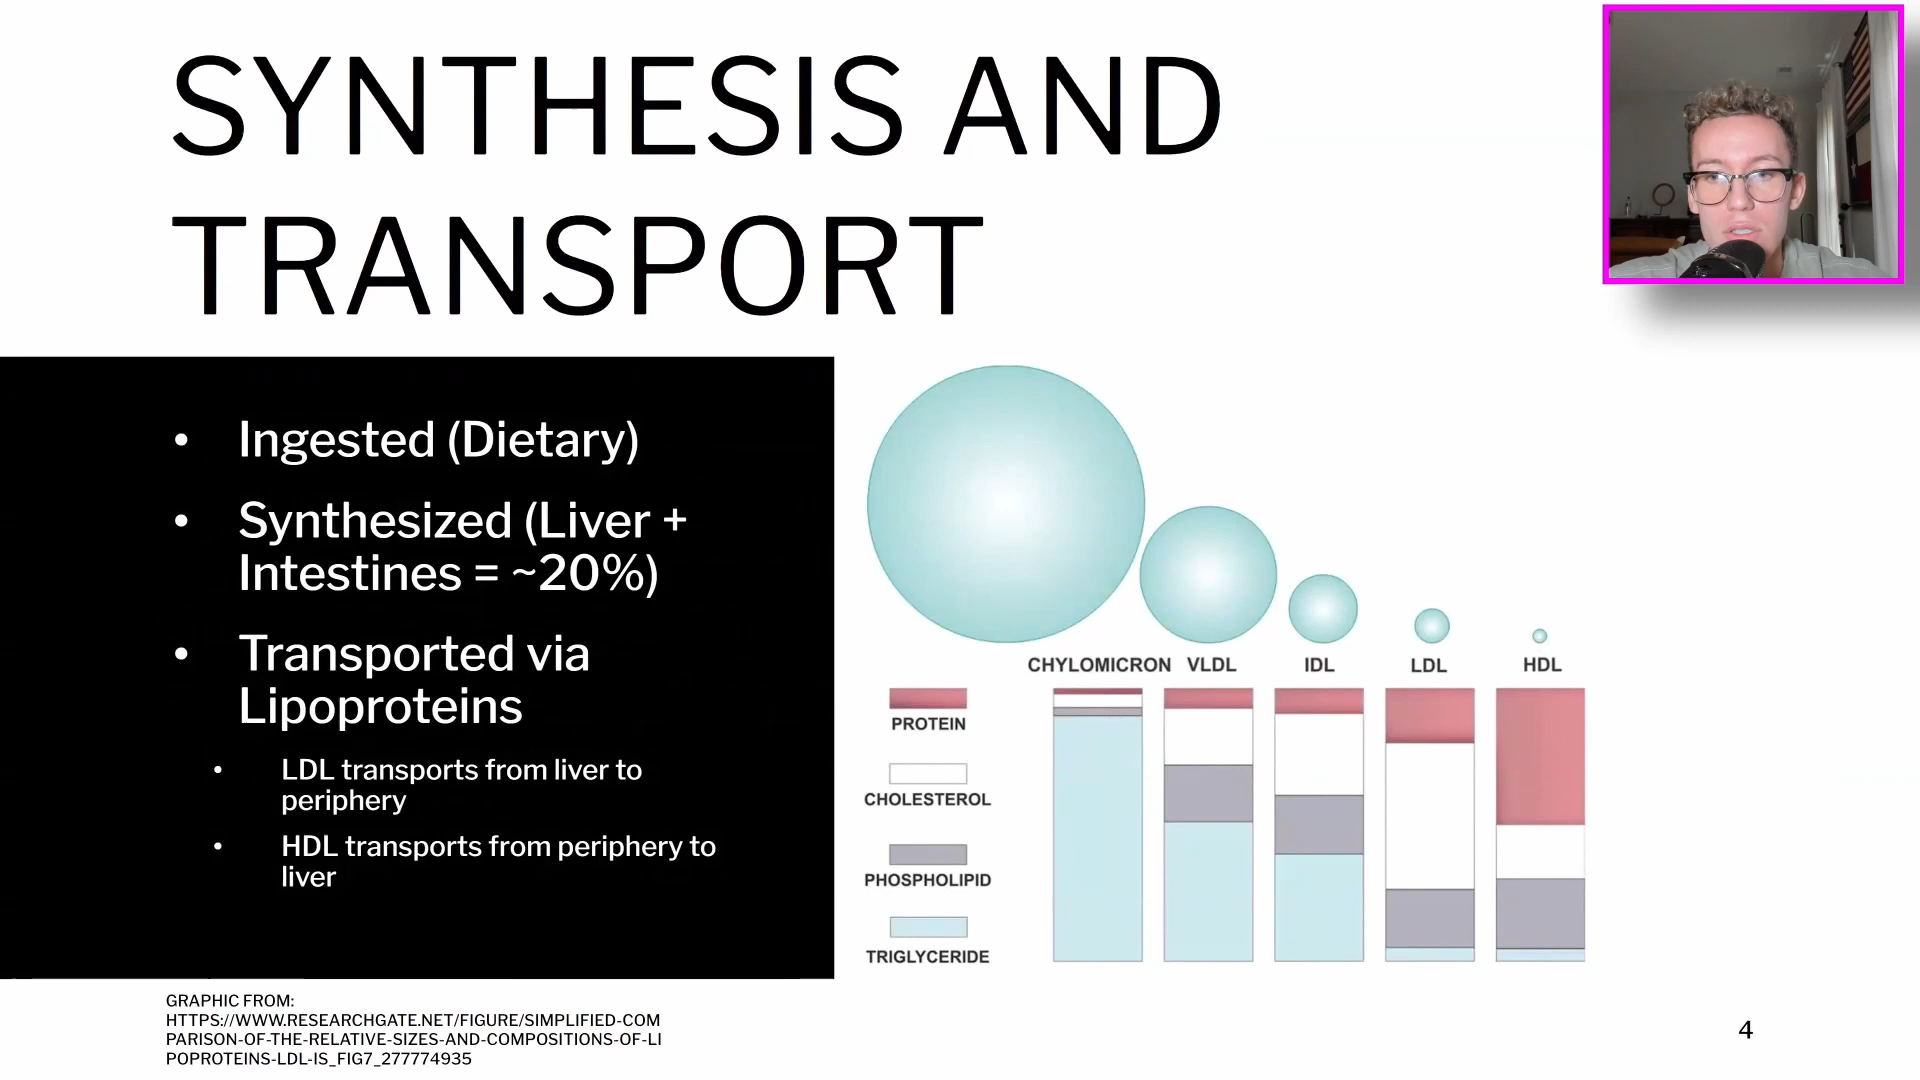 SYNTHESIS AND
TRANSPORT
• Ingested (Dietary)
• Synthesized (Liver +
Intestines = ~20%)
• Transported via
Lipoproteins
• LDL transports from liver to
periphery
• HDL transports from periphery to
liver
CHYLOMICRON VLDL IDL LDL HDL
PROTEIN
CHOLESTEROL
PHOSPHOLIPID
TRIGLYCERIDE
GRAPHIC FROM:
HTTPS://WWW.RESEARCHGATE.NET/FIGURE/SIMPLIFIED-COM
PARISON-OF-THE-RELATIVE-SIZES-AND-COMPOSITIONS-OF-LI
POPROTEINS-LDL-IS_FIG7_277774935
4